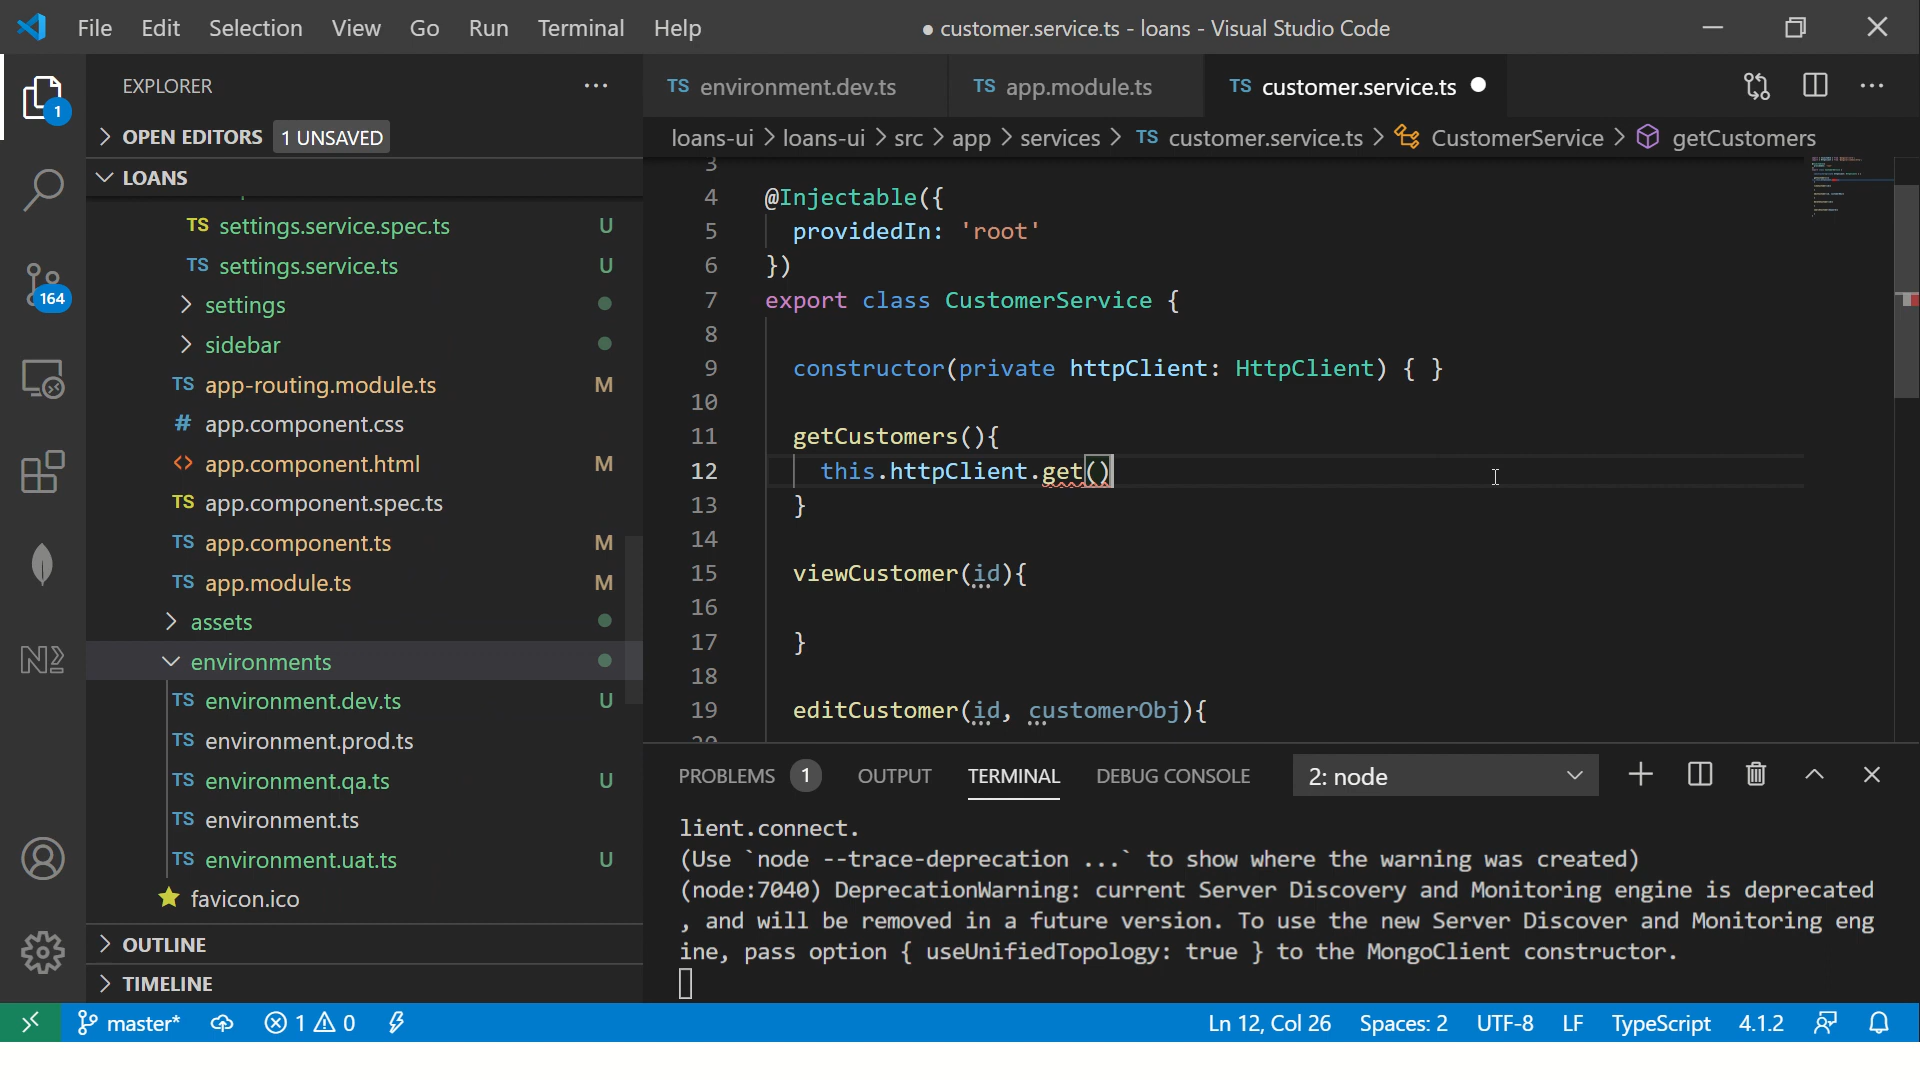 File Edit Selection View Go Run Terminal Help
● customer.service.ts - loans - Visual Studio Code
EXPLORER
1
OPEN EDITORS 1 UNSAVED
LOANS
TS settings.service.spec.ts U
TS settings.service.ts U
settings
164
sidebar
TS app-routing.module.ts M
# app.component.css
<> app.component.html M
TS app.component.spec.ts
TS app.component.ts M
TS app.module.ts M
assets
environments
TS environment.dev.ts U
TS environment.prod.ts
TS environment.qa.ts U
TS environment.ts
TS environment.uat.ts U
favicon.ico
OUTLINE
TIMELINE
TS environment.dev.ts TS app.module.ts TS customer.service.ts
loans-ui > loans-ui > src > app > services > TS customer.service.ts > CustomerService > getCustomers
3
4 @Injectable({
5 providedIn: 'root'
6 })
7 export class CustomerService {
8
9 constructor(private httpClient: HttpClient) { }
10
11 getCustomers(){
12 this.httpClient.get()
13 }
14
15 viewCustomer(id){
16
17 }
18
19 editCustomer(id, customerObj){
20
PROBLEMS 1 OUTPUT TERMINAL DEBUG CONSOLE 2: node
lient.connect.
(Use `node --trace-deprecation ...` to show where the warning was created)
(node:7040) DeprecationWarning: current Server Discovery and Monitoring engine is deprecated
, and will be removed in a future version. To use the new Server Discover and Monitoring eng
ine, pass option { useUnifiedTopology: true } to the MongoClient constructor.
master* 1 0 Ln 12, Col 26 Spaces: 2 UTF-8 LF TypeScript 4.1.2